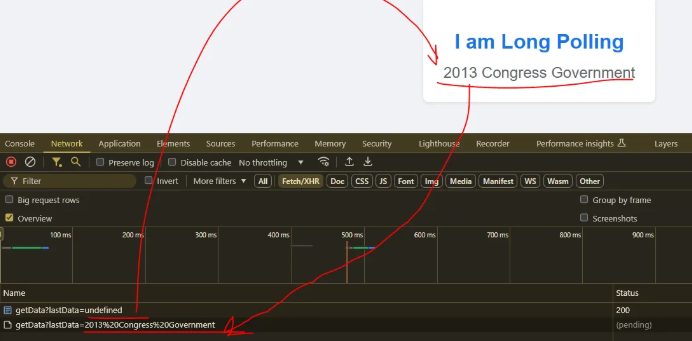 I am Long Polling
2013 Congress Government
Console Network Application Elements Sources Performance Memory Security Lighthouse Recorder Performance insights Layers
Preserve log Disable cache No throttling
Filter Invert More filters All Fetch/XHR Doc CSS JS Font Img Media Manifest WS Wasm Other
Big request rows Group by frame
Overview Screenshots
100 ms 200 ms 300 ms 400 ms 500 ms 600 ms 700 ms 800 ms 900 ms
Name Status
getData?lastData=undefined 200
getData?lastData=2013%20Congress%20Government (pending)